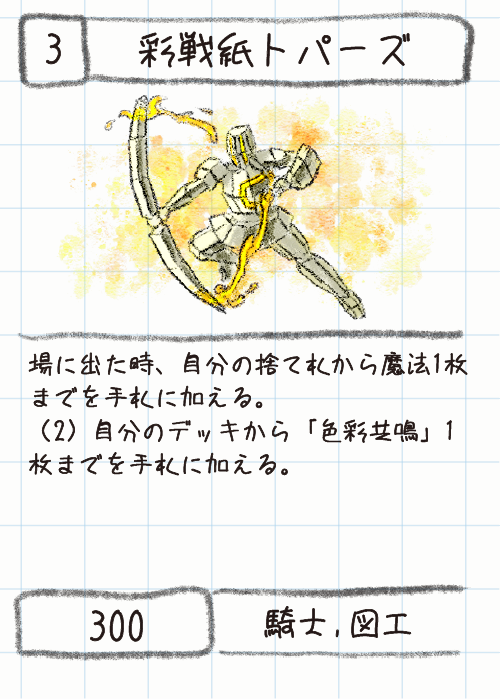 3
彩戦紙トパーズ
場に出た時、自分の捨て札から魔法1枚
までを手札に加える。
（2）自分のデッキから「色彩共鳴」1
枚までを手札に加える。
300
騎士,図工